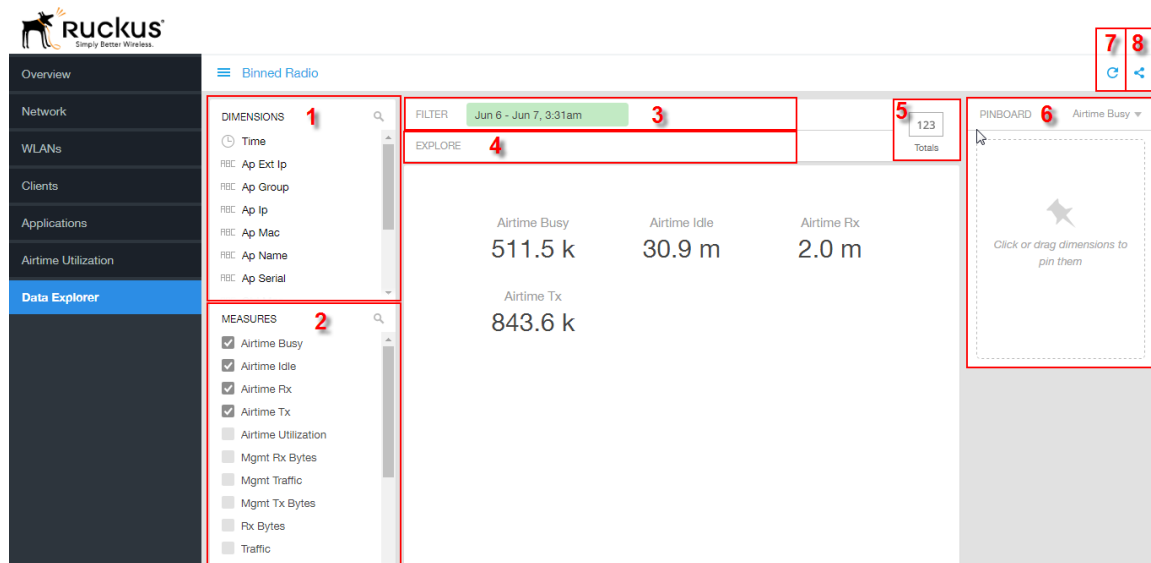 RUCKUS
Simply Better Wireless.
7
8
Overview
Network
WLANs
Clients
Applications
Airtime Utilization
Data Explorer
Binned Radio
DIMENSIONS 1
Time
ABC Ap Ext Ip
ABC Ap Group
ABC Ap Ip
ABC Ap Mac
ABC Ap Name
ABC Ap Serial
MEASURES 2
Airtime Busy
Airtime Idle
Airtime Rx
Airtime Tx
Airtime Utilization
Mgmt Rx Bytes
Mgmt Traffic
Mgmt Tx Bytes
Rx Bytes
Traffic
FILTER Jun 6 - Jun 7, 3:31am 3
EXPLORE 4
5
123
Totals
Airtime Busy
511.5 k
Airtime Idle
30.9 m
Airtime Rx
2.0 m
Airtime Tx
843.6 k
PINBOARD 6 Airtime Busy
Click or drag dimensions to
pin them